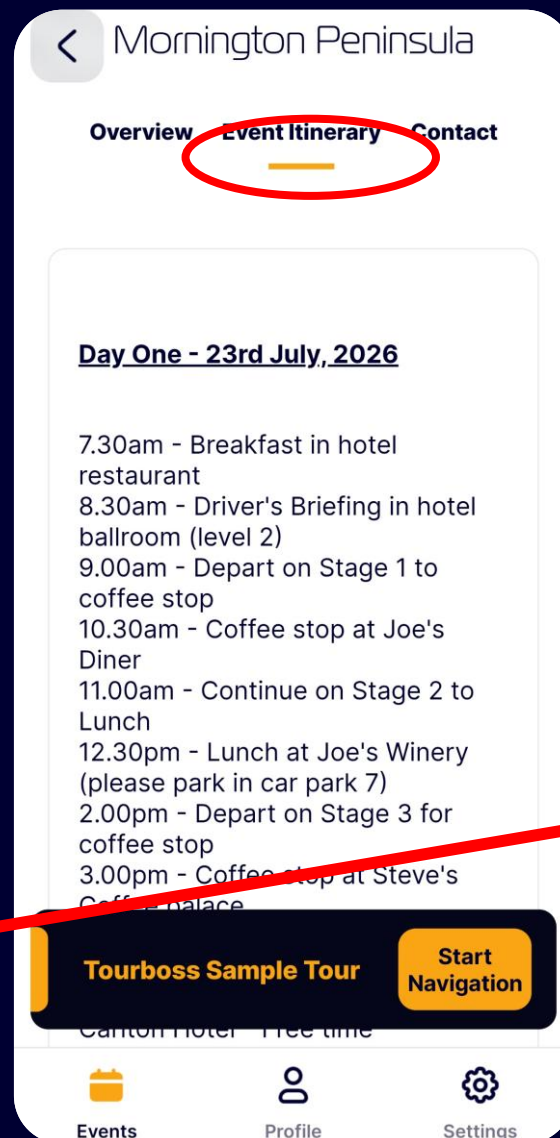 Mornington Peninsula
Overview Event Itinerary Contact
Day One - 23rd July, 2026
7.30am - Breakfast in hotel
restaurant
8.30am - Driver's Briefing in hotel
ballroom (level 2)
9.00am - Depart on Stage 1 to
coffee stop
10.30am - Coffee stop at Joe's
Diner
11.00am - Continue on Stage 2 to
Lunch
12.30pm - Lunch at Joe's Winery
(please park in car park 7)
2.00pm - Depart on Stage 3 for
coffee stop
3.00pm - Coffee stop at Steve's
Coffee palace
Tourboss Sample Tour
Start
Navigation
Hotel - Free time
Events Profile Settings